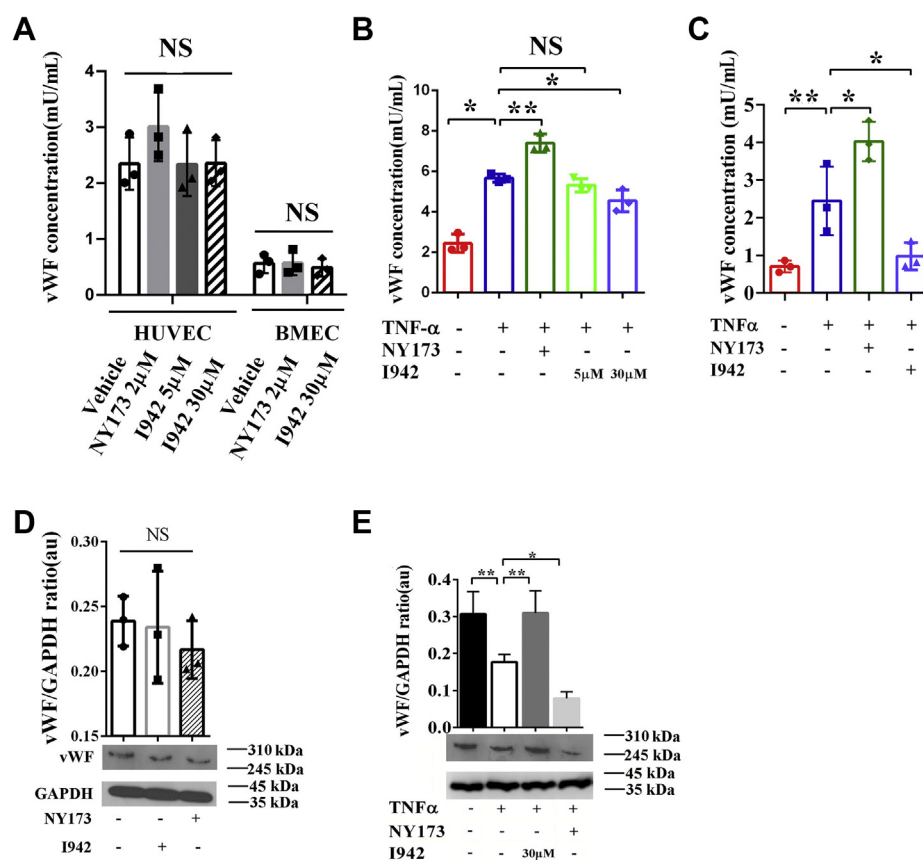 A
vWF concentration(mU/mL)
NS
NS
4
3
2
1
0
HUVEC
BMEC
Vehicle
NY173 2μM
I942 5μM
I942 30μM
Vehicle
NY173 2μM
I942 30μM
B
vWF concentration(mU/mL)
NS
*
* **
10
8
6
4
2
0
TNF-α - + + + +
NY173 - - + - -
I942 - - - 5μM 30μM
C
vWF concentration (mU/mL)
*
** *
5
4
3
2
1
0
TNFα - + + +
NY173 - - + -
I942 - - - +
D
vWF/GAPDH ratio(au)
NS
0.30
0.25
0.20
0.15
vWF
310 kDa
245 kDa
GAPDH
45 kDa
35 kDa
NY173 - - +
I942 - + -
E
vWF/GAPDH ratio(au)
*
** **
0.4
0.3
0.2
0.1
0.0
310 kDa
245 kDa
45 kDa
35 kDa
TNFα - + + +
NY173 - - - +
I942 - - 30μM -